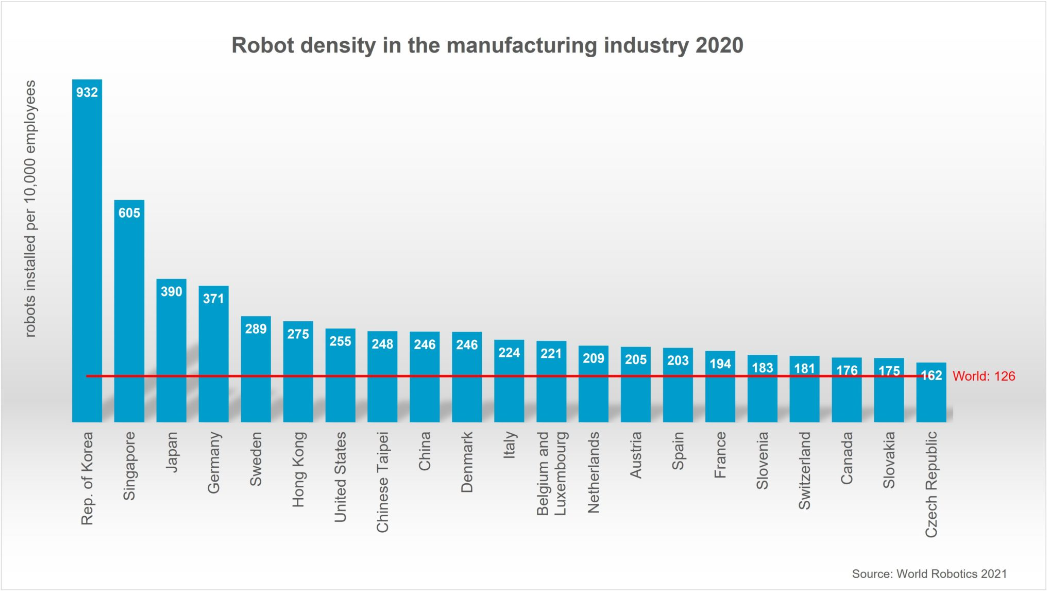 Robot density in the manufacturing industry 2020
robots installed per 10,000 employees
932
605
390
371
289
275
255
248
246
246
224
221
209
205
203
194
183
181
176
175
162
World: 126
Rep. of Korea
Singapore
Japan
Germany
Sweden
Hong Kong
United States
Chinese Taipei
China
Denmark
Italy
Belgium and
Luxembourg
Netherlands
Austria
Spain
France
Slovenia
Switzerland
Canada
Slovakia
Czech Republic
Source: World Robotics 2021